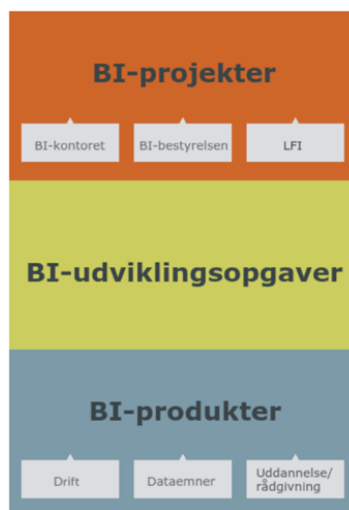 BI-projekter
BI-kontoret
BI-bestyrelsen
LFI
BI-udviklingsopgaver
BI-produkter
Drift
Dataemner
Uddannelse/
rådgivning